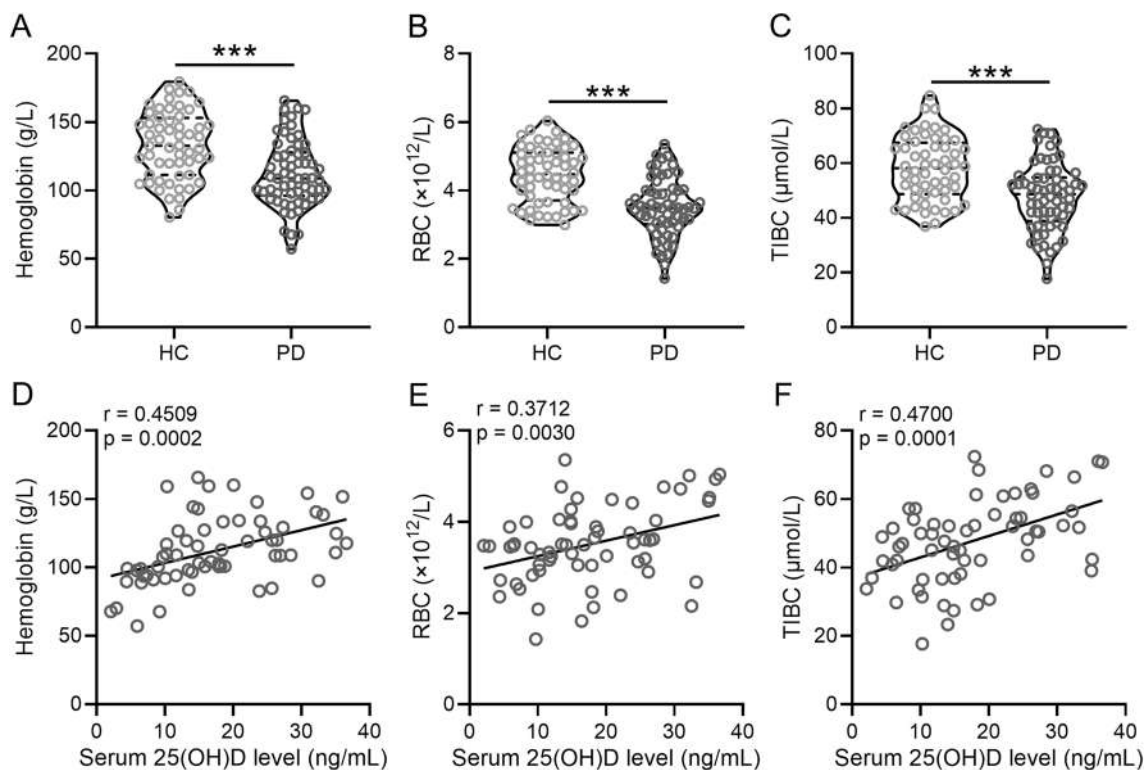 A
Hemoglobin (g/L)
200
150
100
50
0
***
HC
PD
B
RBC (×10¹²/L)
8
6
4
2
0
***
HC
PD
C
TIBC (µmol/L)
100
80
60
40
20
0
***
HC
PD
D
r = 0.4509
p = 0.0002
Hemoglobin (g/L)
200
150
100
50
0
0
10
20
30
40
Serum 25(OH)D level (ng/mL)
E
r = 0.3712
p = 0.0030
RBC (×10¹²/L)
6
4
2
0
0
10
20
30
40
Serum 25(OH)D level (ng/mL)
F
r = 0.4700
p = 0.0001
TIBC (µmol/L)
80
60
40
20
0
0
10
20
30
40
Serum 25(OH)D level (ng/mL)